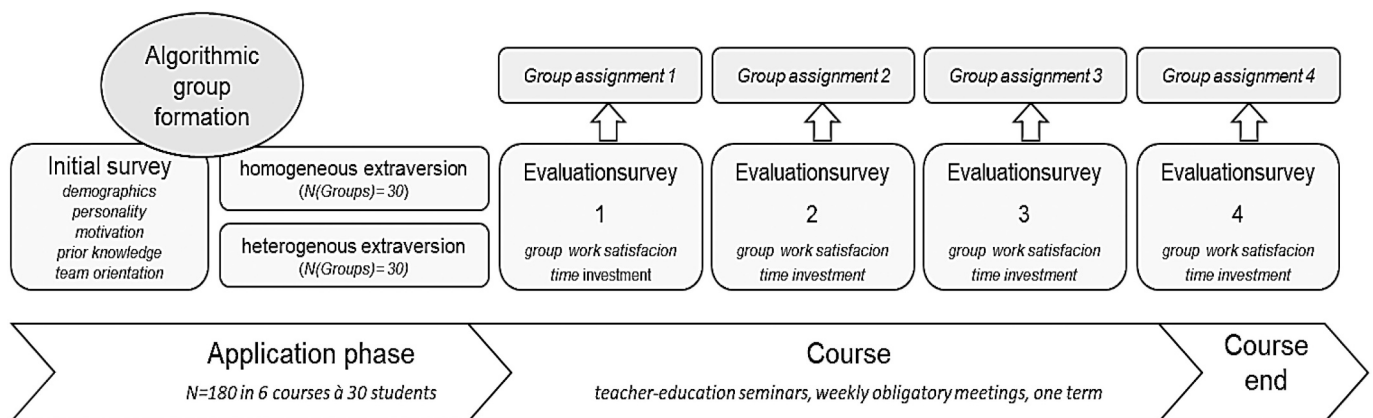 Algorithmic
group
formation
Initial survey
demographics
personality
motivation
prior knowledge
team orientation
homogeneous extraversion
(N(Groups)= 30)
heterogenous extraversion
(N(Groups)= 30)
Group assignment 1
Evaluationsurvey
1
group work satisfacion
time investment
Group assignment 2
Evaluationsurvey
2
group work satisfacion
time investment
Group assignment 3
Evaluationsurvey
3
group work satisfacion
time investment
Group assignment 4
Evaluationsurvey
4
group work satisfacion
time investment
Application phase
N=180 in 6 courses à 30 students
Course
teacher-education seminars, weekly obligatory meetings, one term
Course
end